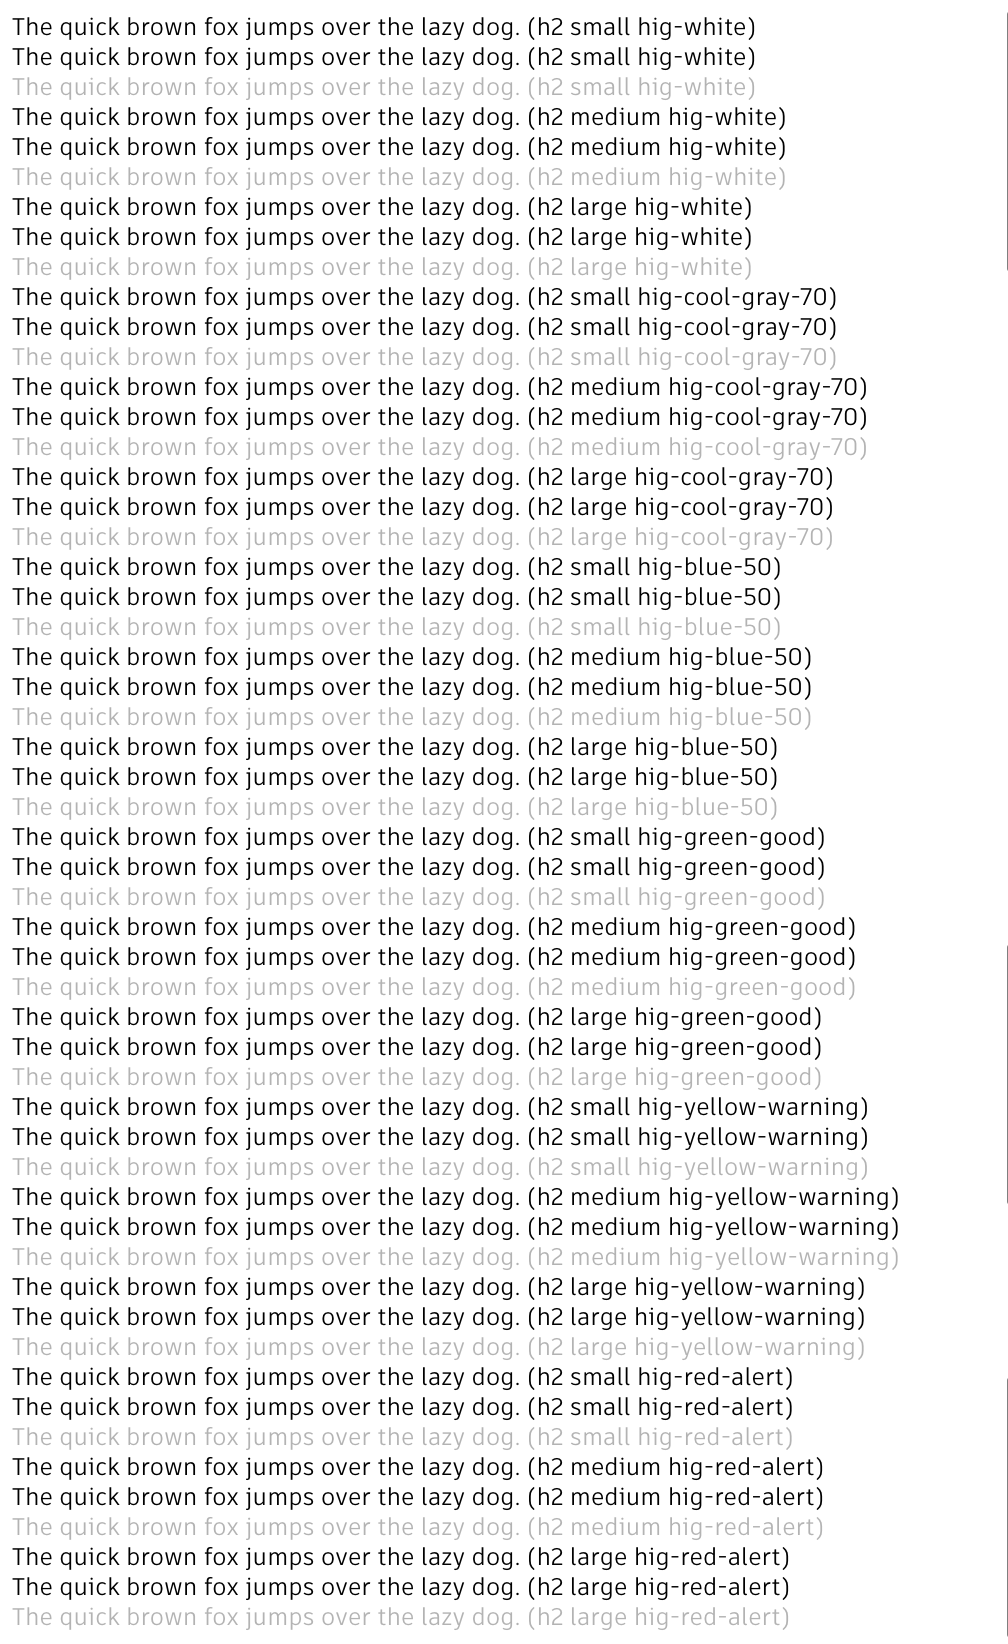 The quick brown fox jumps over the lazy dog. (h2 small hig-white)
The quick brown fox jumps over the lazy dog. (h2 small hig-white)
The quick brown fox jumps over the lazy dog. (h2 small hig-white)
The quick brown fox jumps over the lazy dog. (h2 medium hig-white)
The quick brown fox jumps over the lazy dog. (h2 medium hig-white)
The quick brown fox jumps over the lazy dog. (h2 medium hig-white)
The quick brown fox jumps over the lazy dog. (h2 large hig-white)
The quick brown fox jumps over the lazy dog. (h2 large hig-white)
The quick brown fox jumps over the lazy dog. (h2 large hig-white)
The quick brown fox jumps over the lazy dog. (h2 small hig-cool-gray-70)
The quick brown fox jumps over the lazy dog. (h2 small hig-cool-gray-70)
The quick brown fox jumps over the lazy dog. (h2 small hig-cool-gray-70)
The quick brown fox jumps over the lazy dog. (h2 medium hig-cool-gray-70)
The quick brown fox jumps over the lazy dog. (h2 medium hig-cool-gray-70)
The quick brown fox jumps over the lazy dog. (h2 medium hig-cool-gray-70)
The quick brown fox jumps over the lazy dog. (h2 large hig-cool-gray-70)
The quick brown fox jumps over the lazy dog. (h2 large hig-cool-gray-70)
The quick brown fox jumps over the lazy dog. (h2 large hig-cool-gray-70)
The quick brown fox jumps over the lazy dog. (h2 small hig-blue-50)
The quick brown fox jumps over the lazy dog. (h2 small hig-blue-50)
The quick brown fox jumps over the lazy dog. (h2 small hig-blue-50)
The quick brown fox jumps over the lazy dog. (h2 medium hig-blue-50)
The quick brown fox jumps over the lazy dog. (h2 medium hig-blue-50)
The quick brown fox jumps over the lazy dog. (h2 medium hig-blue-50)
The quick brown fox jumps over the lazy dog. (h2 large hig-blue-50)
The quick brown fox jumps over the lazy dog. (h2 large hig-blue-50)
The quick brown fox jumps over the lazy dog. (h2 large hig-blue-50)
The quick brown fox jumps over the lazy dog. (h2 small hig-green-good)
The quick brown fox jumps over the lazy dog. (h2 small hig-green-good)
The quick brown fox jumps over the lazy dog. (h2 small hig-green-good)
The quick brown fox jumps over the lazy dog. (h2 medium hig-green-good)
The quick brown fox jumps over the lazy dog. (h2 medium hig-green-good)
The quick brown fox jumps over the lazy dog. (h2 medium hig-green-good)
The quick brown fox jumps over the lazy dog. (h2 large hig-green-good)
The quick brown fox jumps over the lazy dog. (h2 large hig-green-good)
The quick brown fox jumps over the lazy dog. (h2 large hig-green-good)
The quick brown fox jumps over the lazy dog. (h2 small hig-yellow-warning)
The quick brown fox jumps over the lazy dog. (h2 small hig-yellow-warning)
The quick brown fox jumps over the lazy dog. (h2 small hig-yellow-warning)
The quick brown fox jumps over the lazy dog. (h2 medium hig-yellow-warning)
The quick brown fox jumps over the lazy dog. (h2 medium hig-yellow-warning)
The quick brown fox jumps over the lazy dog. (h2 medium hig-yellow-warning)
The quick brown fox jumps over the lazy dog. (h2 large hig-yellow-warning)
The quick brown fox jumps over the lazy dog. (h2 large hig-yellow-warning)
The quick brown fox jumps over the lazy dog. (h2 large hig-yellow-warning)
The quick brown fox jumps over the lazy dog. (h2 small hig-red-alert)
The quick brown fox jumps over the lazy dog. (h2 small hig-red-alert)
The quick brown fox jumps over the lazy dog. (h2 small hig-red-alert)
The quick brown fox jumps over the lazy dog. (h2 medium hig-red-alert)
The quick brown fox jumps over the lazy dog. (h2 medium hig-red-alert)
The quick brown fox jumps over the lazy dog. (h2 medium hig-red-alert)
The quick brown fox jumps over the lazy dog. (h2 large hig-red-alert)
The quick brown fox jumps over the lazy dog. (h2 large hig-red-alert)
The quick brown fox jumps over the lazy dog. (h2 large hig-red-alert)